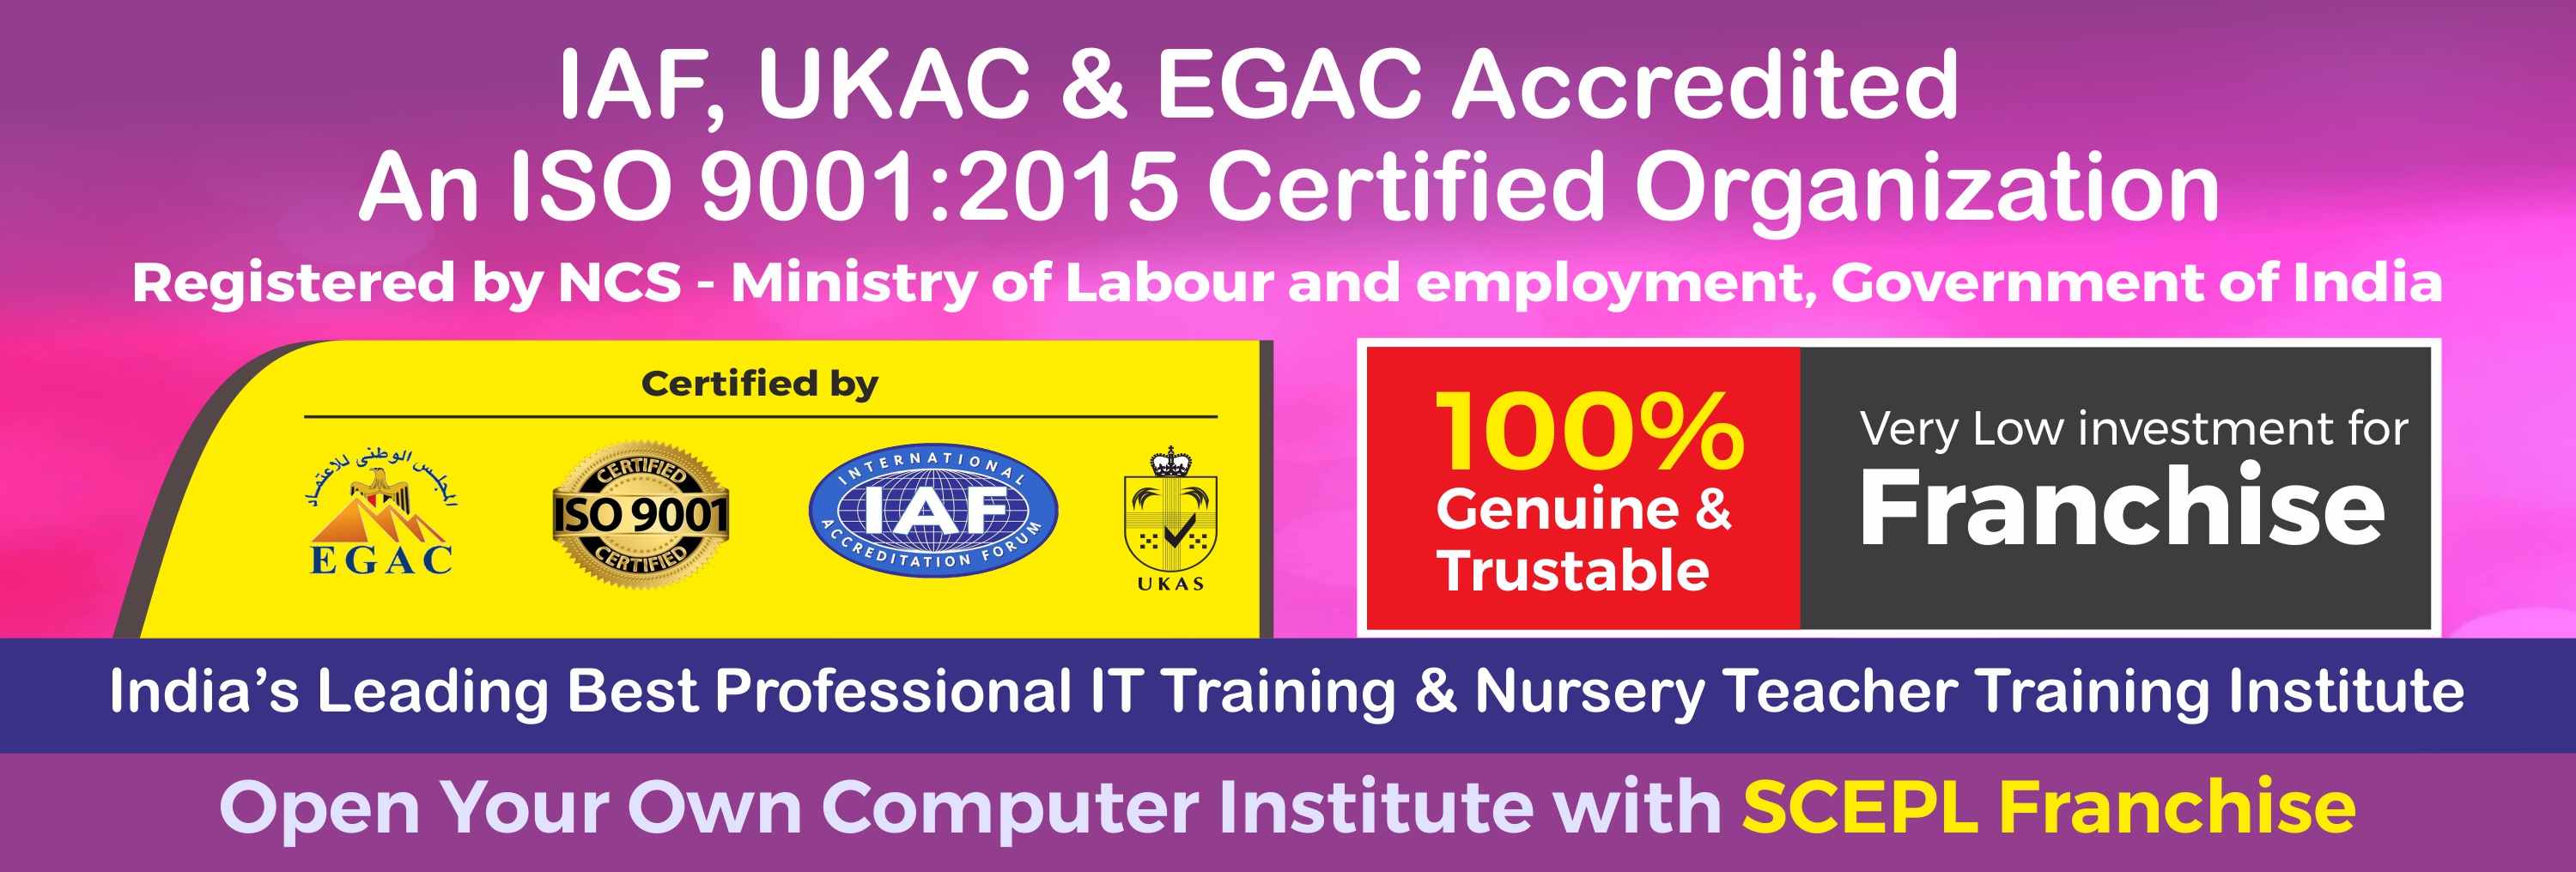 IAF, UKAC & EGAC Accredited
An ISO 9001:2015 Certified Organization
Registered by NCS - Ministry of Labour and employment, Government of India
Certified by
المجلس الوطنى للاعتماد
EGAC
CERTIFIED
ISO 9001
CERTIFIED
INTERNATIONAL
IAF
ACCREDITATION FORUM
UKAS
100%
Genuine &
Trustable
Very Low investment for
Franchise
India’s Leading Best Professional IT Training & Nursery Teacher Training Institute
Open Your Own Computer Institute with SCEPL Franchise